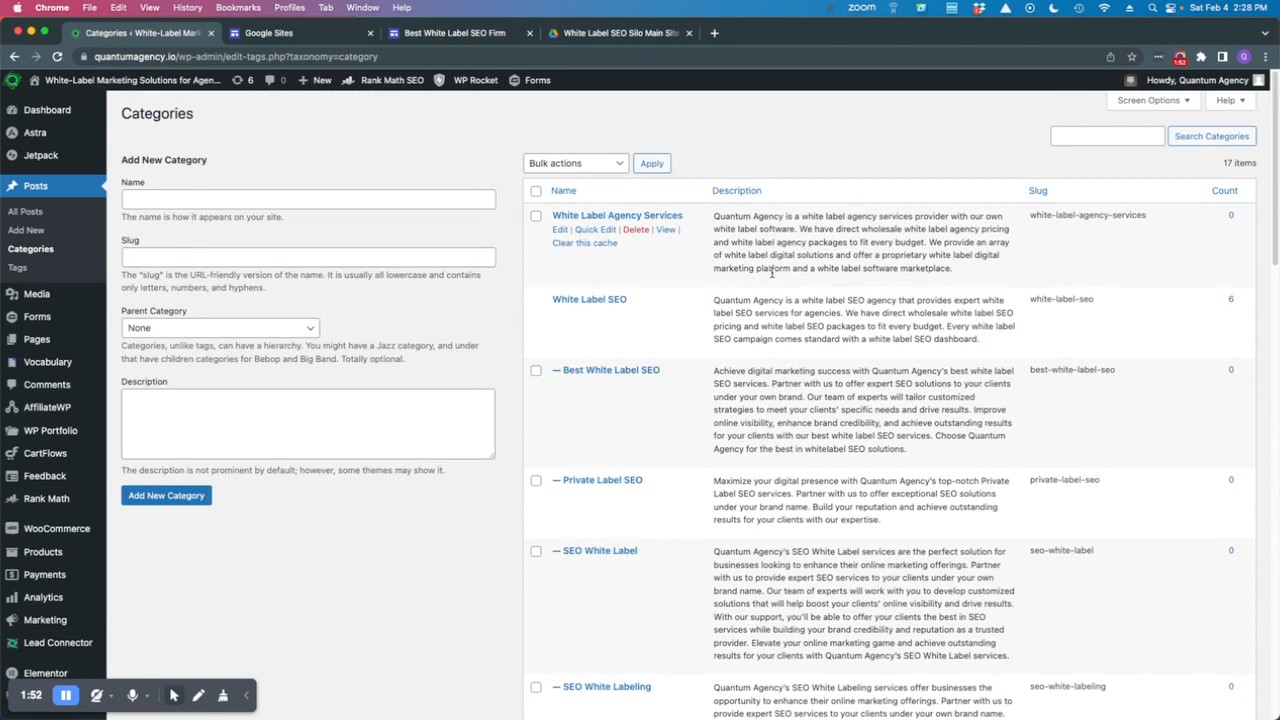 Chrome File Edit View History Bookmarks Profiles Tab Window Help
ZOOM Sat Feb 4 2:28 PM
Categories ‹ White-Label Mark
Google Sites
Best White Label SEO Firm
White Label SEO Silo Main Site
quantumagency.io/wp-admin/edit-tags.php?taxonomy=category
1:52
White-Label Marketing Solutions for Agen... 6 0 + New Rank Math SEO WP Rocket Forms
Howdy, Quantum Agency
Dashboard
Astra
Jetpack
Posts
All Posts
Add New
Categories
Tags
Media
Forms
Pages
Vocabulary
Comments
AffiliateWP
WP Portfolio
CartFlows
Feedback
Rank Math
WooCommerce
Products
Payments
Analytics
Marketing
Lead Connector
Elementor
1:52
Categories
Screen Options ▾
Help ▾
Search Categories
Add New Category
Name
The name is how it appears on your site.
Slug
The "slug" is the URL-friendly version of the name. It is usually all lowercase and contains
only letters, numbers, and hyphens.
Parent Category
None
Categories, unlike tags, can have a hierarchy. You might have a Jazz category, and under
that have children categories for Bebop and Big Band. Totally optional.
Description
The description is not prominent by default; however, some themes may show it.
Add New Category
Bulk actions
Apply
17 items
Name Description Slug Count
White Label Agency Services
Edit | Quick Edit | Delete | View |
Clear this cache
Quantum Agency is a white label agency services provider with our own
white label software. We have direct wholesale white label agency pricing
and white label agency packages to fit every budget. We provide an array
of white label digital solutions and offer a proprietary white label digital
marketing platform and a white label software marketplace.
white-label-agency-services
0
White Label SEO
Quantum Agency is a white label SEO agency that provides expert white
label SEO services for agencies. We have direct wholesale white label SEO
pricing and white label SEO packages to fit every budget. Every white label
SEO campaign comes standard with a white label SEO dashboard.
white-label-seo
6
— Best White Label SEO
Achieve digital marketing success with Quantum Agency's best white label
SEO services. Partner with us to offer expert SEO solutions to your clients
under your own brand. Our team of experts will tailor customized
strategies to meet your clients' specific needs and drive results. Improve
online visibility, enhance brand credibility, and achieve outstanding results
for your clients with our best white label SEO services. Choose Quantum
Agency for the best in whitelabel SEO solutions.
best-white-label-seo
0
— Private Label SEO
Maximize your digital presence with Quantum Agency's top-notch Private
Label SEO services. Partner with us to offer exceptional SEO solutions to your clients
under your brand name. Build your reputation and achieve outstanding
results for your clients with our expertise.
private-label-seo
0
— SEO White Label
Quantum Agency's SEO White Label services are the perfect solution for
businesses looking to enhance their online marketing offerings. Partner
with us to provide expert SEO services to your clients under your own
brand name. Our team of experts will work with you to develop customized
solutions that will help boost your clients' online visibility and drive results.
With our support, you'll be able to offer your clients the best in SEO
services while building your brand credibility and reputation as a trusted
provider. Elevate your online marketing game and achieve outstanding
results for your clients with Quantum Agency's SEO White Label services.
seo-white-label
0
— SEO White Labeling
Quantum Agency's SEO White Labeling services offer businesses the
opportunity to enhance their online marketing offerings. Partner with us to
provide expert SEO services to your clients under your own brand name.
seo-white-labeling
0